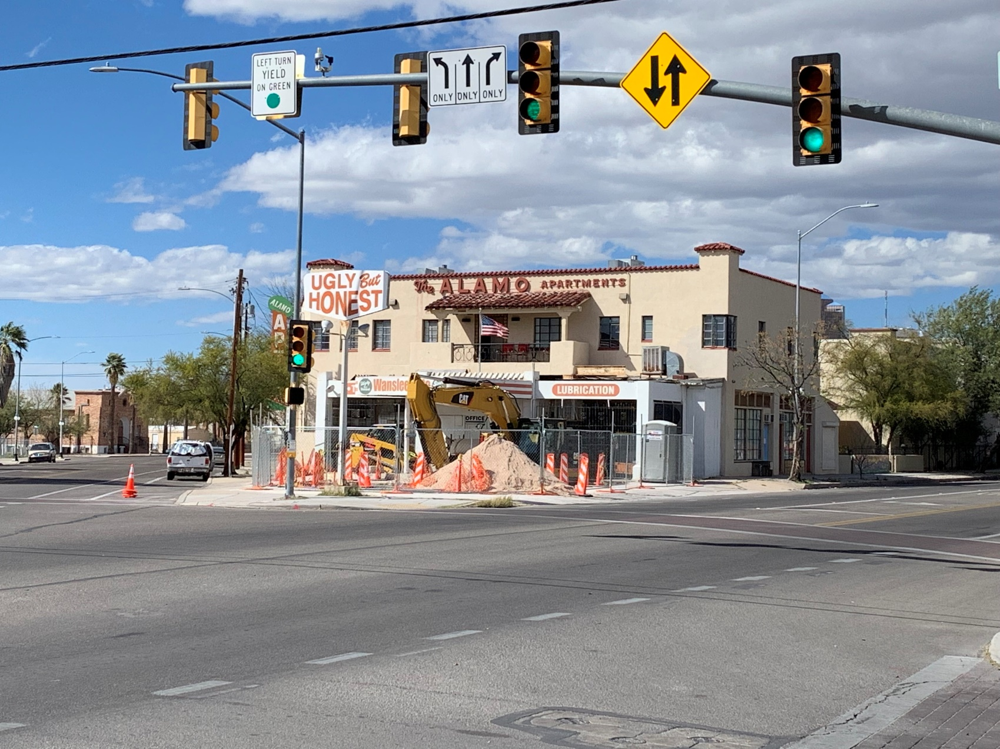 LEFT TURN
YIELD
ON GREEN
ONLY ONLY ONLY
UGLY But
HONEST
The ALAMO APARTMENTS
ALAMO
A
Wanslee
LUBRICATION
CAT
OFFICE